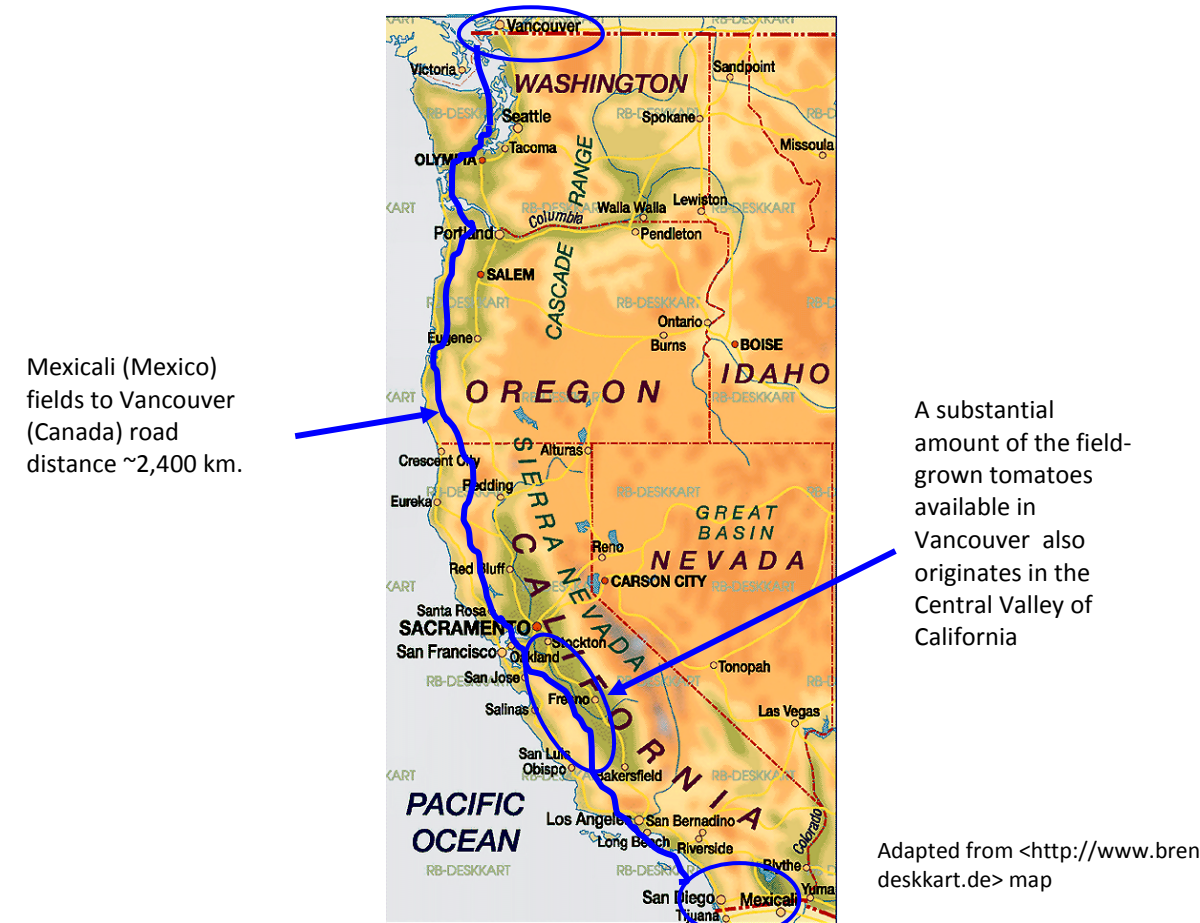 Vancouver
Victoria
WASHINGTON
Sandpoint
Seattle
Spokane
Tacoma
OLYMPIA
Missoula
CASCADE RANGE
Walla Walla
Lewiston
Columbia
Portland
Pendleton
SALEM
RB-DESKKART
Ontario
Burns
BOISE
Eugene
IDAHO
OREGON
Mexicali (Mexico)
fields to Vancouver
(Canada) road
distance ~2,400 km.
A substantial
amount of the field-
grown tomatoes
available in
Vancouver also
originates in the
Central Valley of
California
Crescent City
Alturas
SIERRA NEVADA
Redding
Eureka
GREAT
BASIN
NEVADA
Reno
Red Bluff
CARSON CITY
CALIFORNIA
Santa Rosa
SACRAMENTO
Stockton
San Francisco
Oakland
San Jose
Tonopah
Fresno
Salinas
Las Vegas
San Luis
Obispo
Bakersfield
PACIFIC
OCEAN
Los Angeles
San Bernadino
Long Beach
Riverside
Colorado
Blythe
San Diego
Mexicali
Yuma
Tijuana
Adapted from <http://www.bren
deskkart.de> map